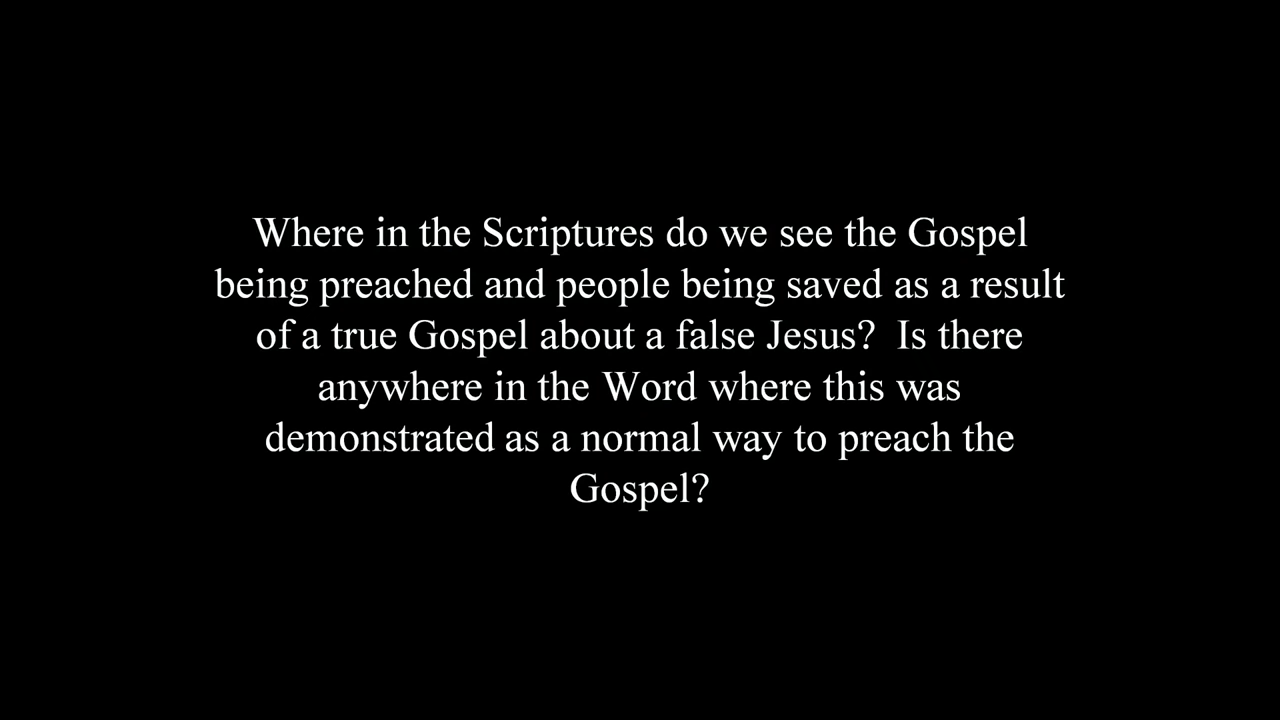 Where in the Scriptures do we see the Gospel
being preached and people being saved as a result
of a true Gospel about a false Jesus?  Is there
anywhere in the Word where this was
demonstrated as a normal way to preach the
Gospel?